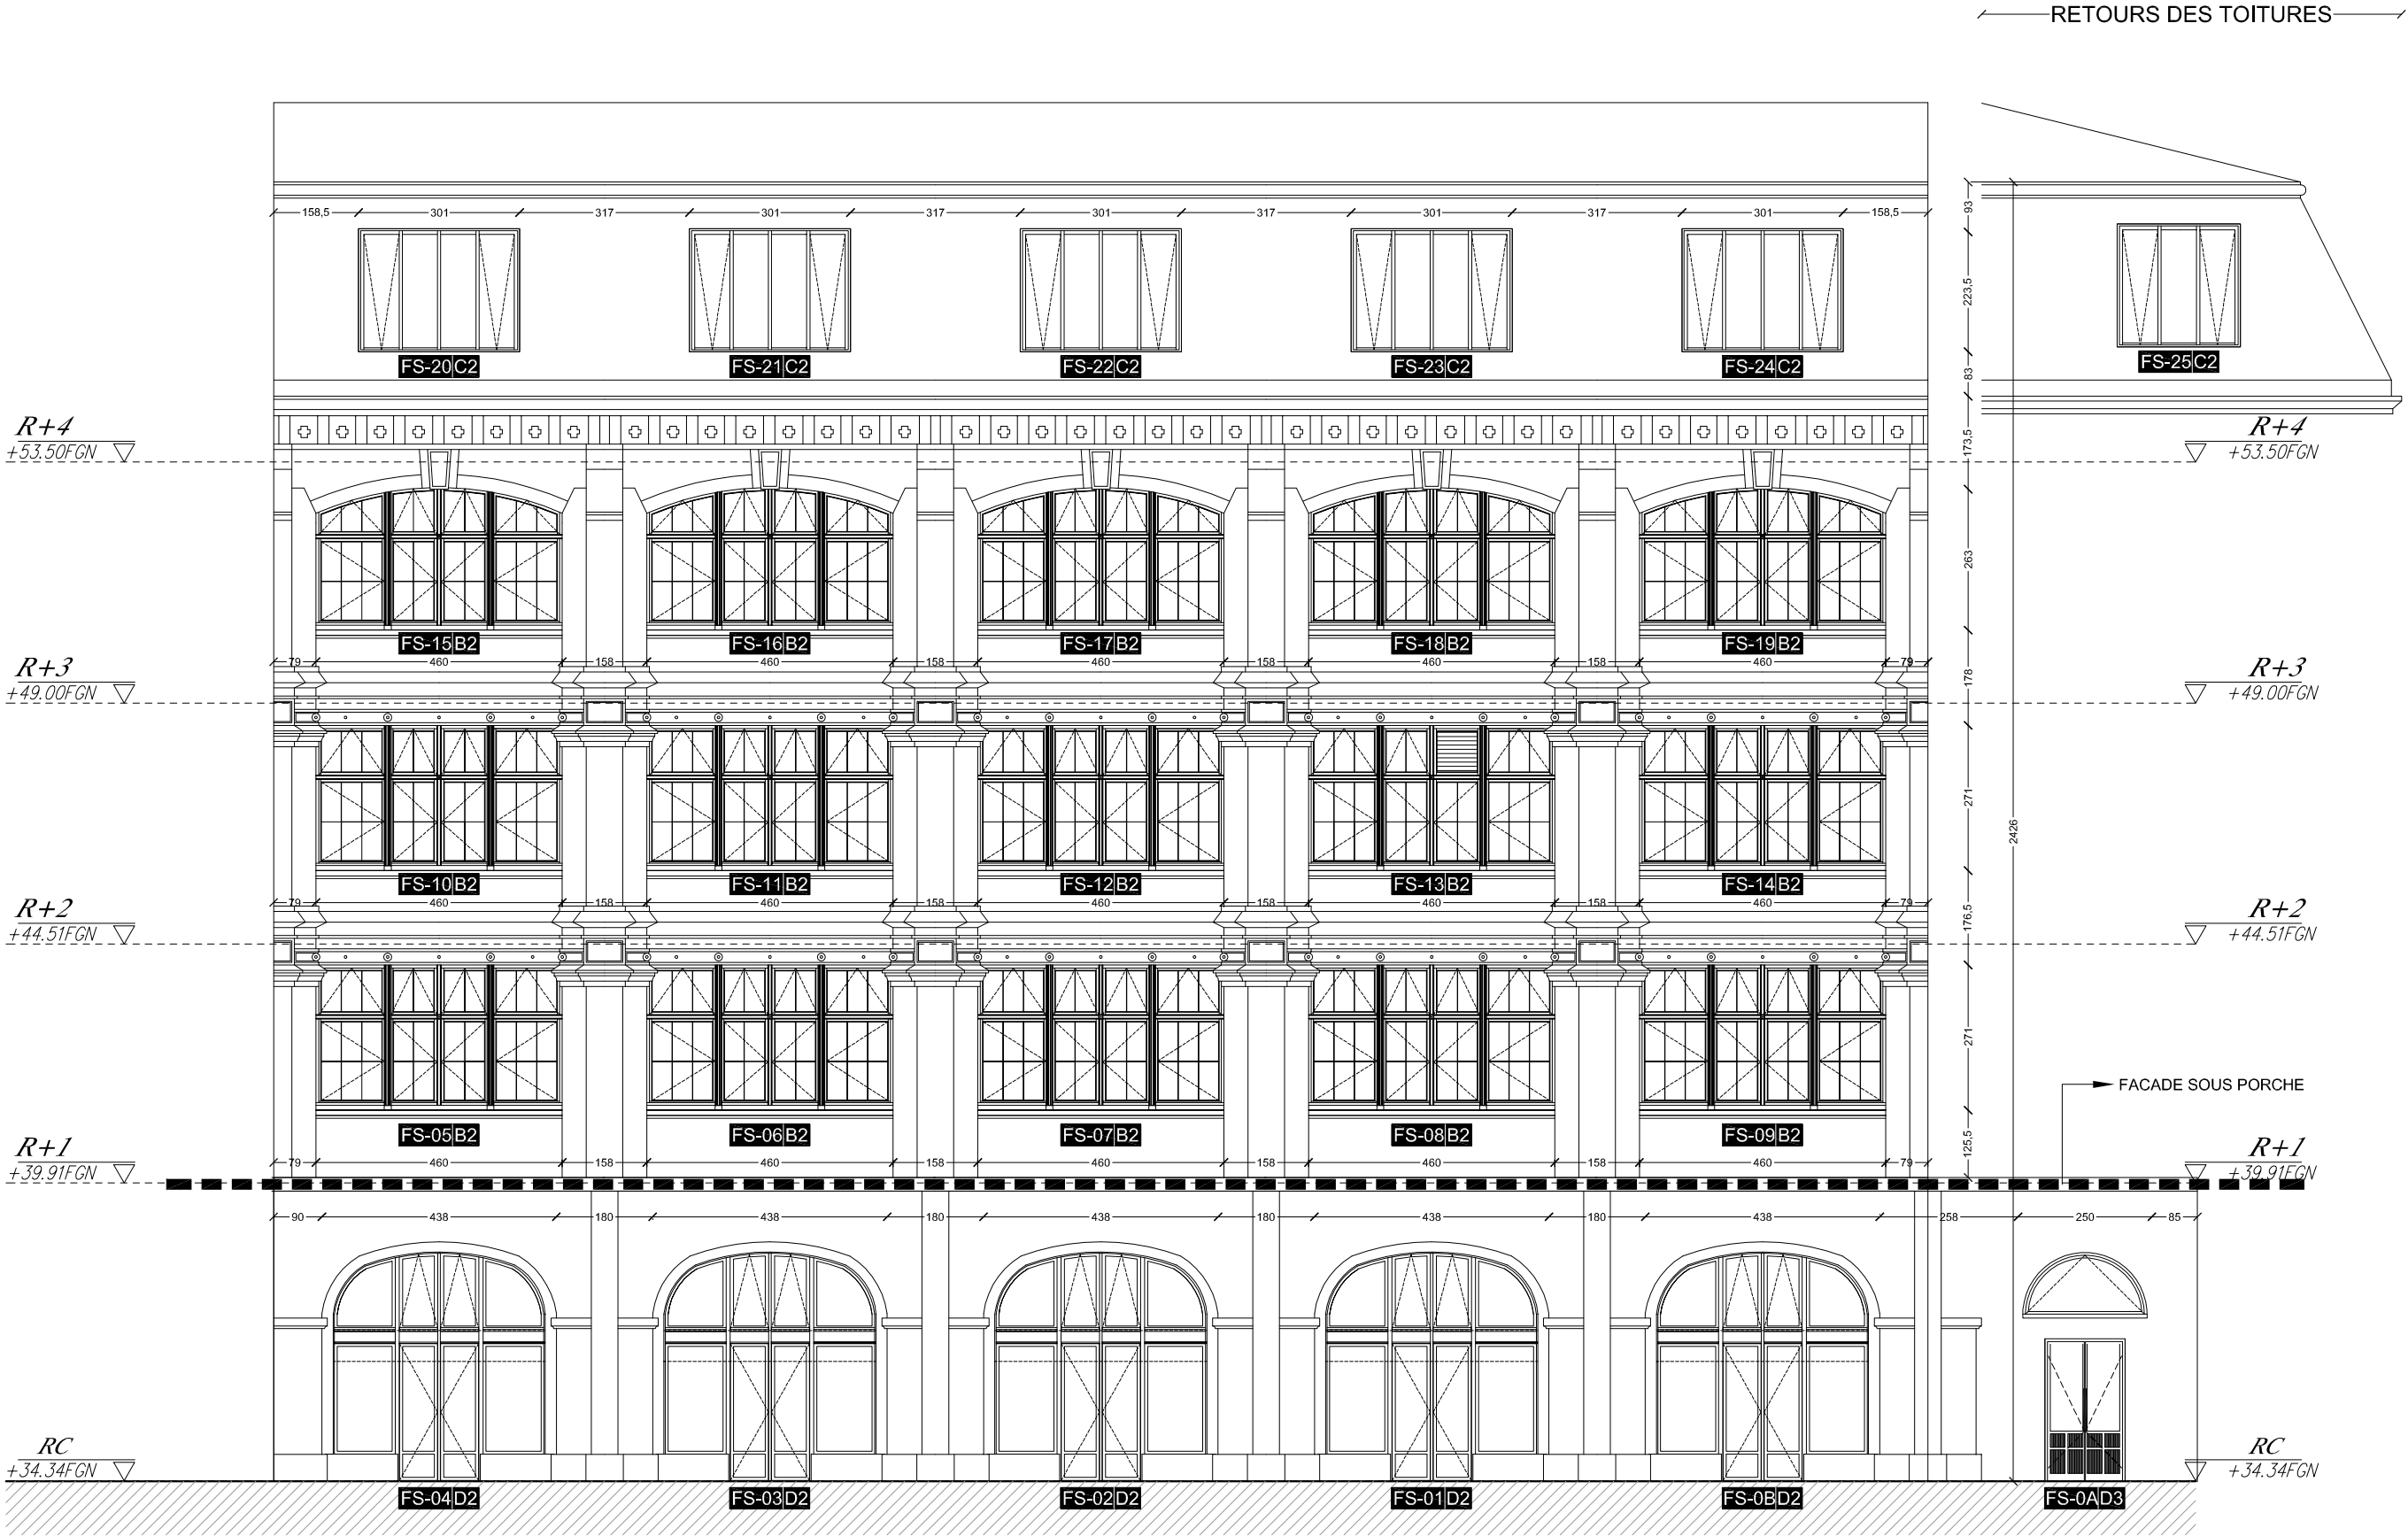 RETOURS DES TOITURES
158,5 301 317 301 317 301 317 301 317 301 158,5
93
223,5
FS-20 C2 FS-21 C2 FS-22 C2 FS-23 C2 FS-24 C2 FS-25 C2
83
R+4 R+4
+53.50FGN +53.50FGN
173,5
263
FS-15 B2 FS-16 B2 FS-17 B2 FS-18 B2 FS-19 B2
79 460 158 460 158 460 158 460 158 460 79
R+3 R+3
+49.00FGN +49.00FGN
178
271
2426
FS-10 B2 FS-11 B2 FS-12 B2 FS-13 B2 FS-14 B2
79 460 158 460 158 460 158 460 158 460 79
R+2 R+2
+44.51FGN +44.51FGN
176,5
271
FACADE SOUS PORCHE
FS-05 B2 FS-06 B2 FS-07 B2 FS-08 B2 FS-09 B2
125,5
R+1 R+1
79 460 158 460 158 460 158 460 158 460 79
+39.91FGN +39.91FGN
90 438 180 438 180 438 180 438 180 438 258 250 85
RC RC
+34.34FGN +34.34FGN
FS-04 D2 FS-03 D2 FS-02 D2 FS-01 D2 FS-0B D2 FS-0A D3